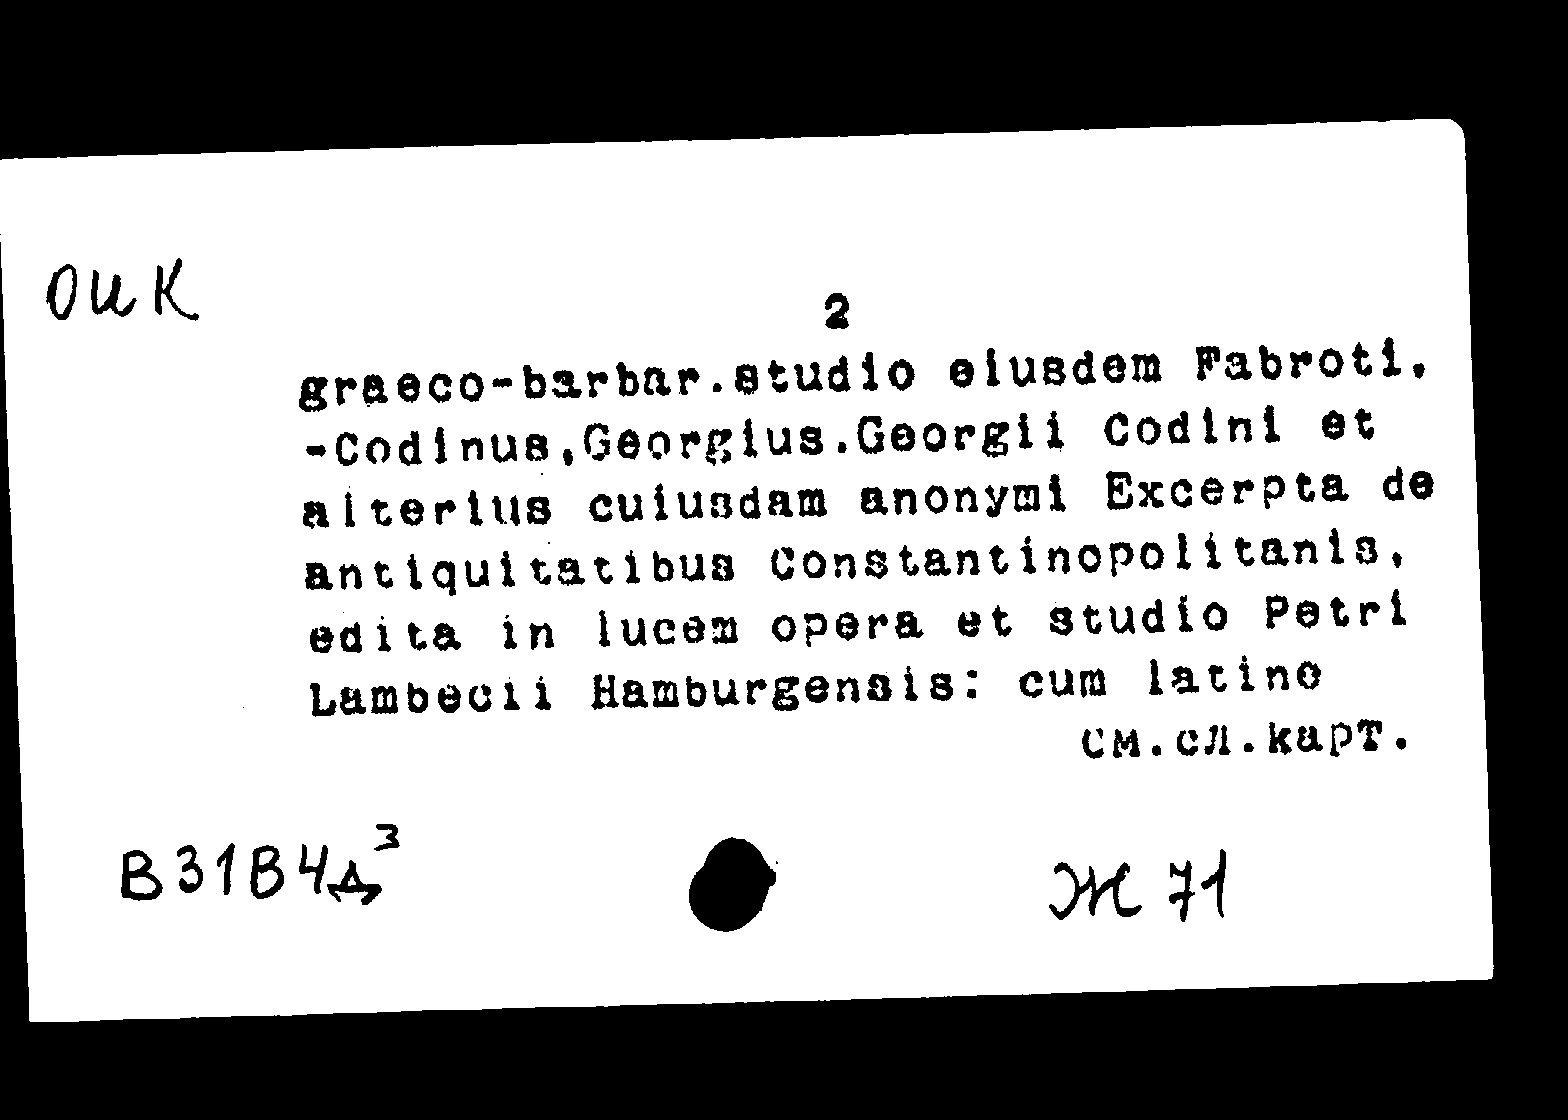 ОИК
2
graeco-barbar.studio eiusdem Fabroti.
-Codinus,Georgius.Georgii Codini et
alterius cuiusdam anonymi Excerpta de
antiquitatibus Constantinopolitanis,
edita in lucem opera et studio Petri
Lambecii Hamburgensis: cum latino
См.сл.карт.
В31В4д³ Ж 71